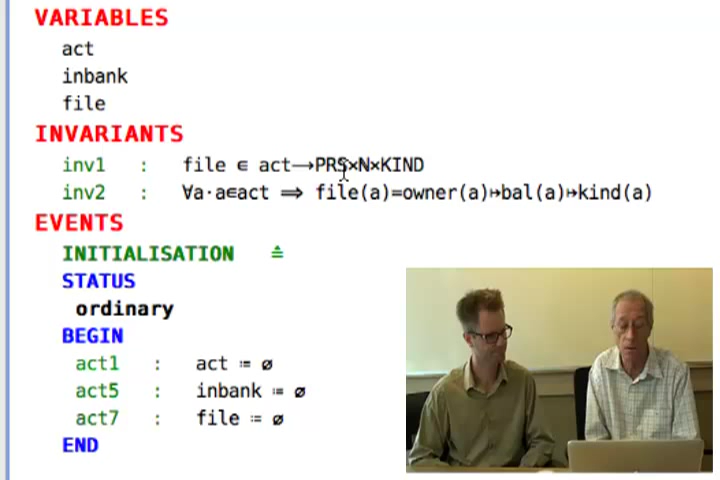 VARIABLES
act
inbank
file
INVARIANTS
inv1 : file ∈ act→PRS×ℕ×KIND
inv2 : ∀a·a∈act ⇒ file(a)=owner(a)↦bal(a)↦kind(a)
EVENTS
INITIALISATION ≙
STATUS
ordinary
BEGIN
act1 : act ≔ ∅
act5 : inbank ≔ ∅
act7 : file ≔ ∅
END